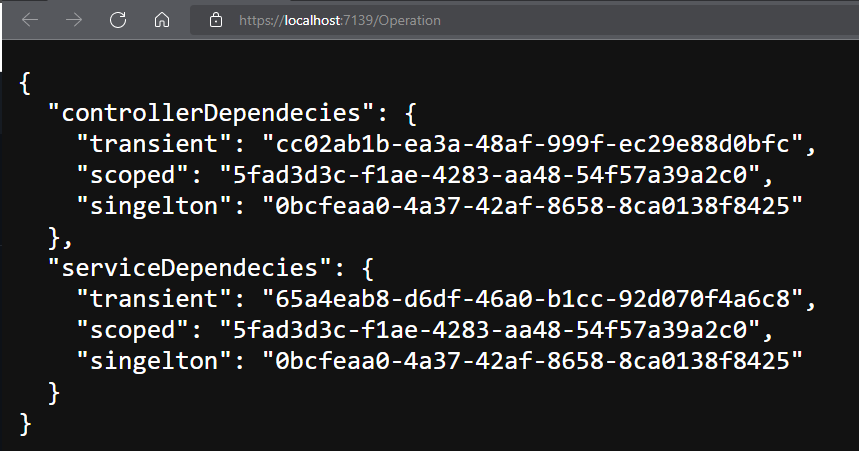 https://localhost:7139/Operation
{
  "controllerDependecies": {
    "transient": "cc02ab1b-ea3a-48af-999f-ec29e88d0bfc",
    "scoped": "5fad3d3c-f1ae-4283-aa48-54f57a39a2c0",
    "singelton": "0bcfeaa0-4a37-42af-8658-8ca0138f8425"
  },
  "serviceDependecies": {
    "transient": "65a4eab8-d6df-46a0-b1cc-92d070f4a6c8",
    "scoped": "5fad3d3c-f1ae-4283-aa48-54f57a39a2c0",
    "singelton": "0bcfeaa0-4a37-42af-8658-8ca0138f8425"
  }
}